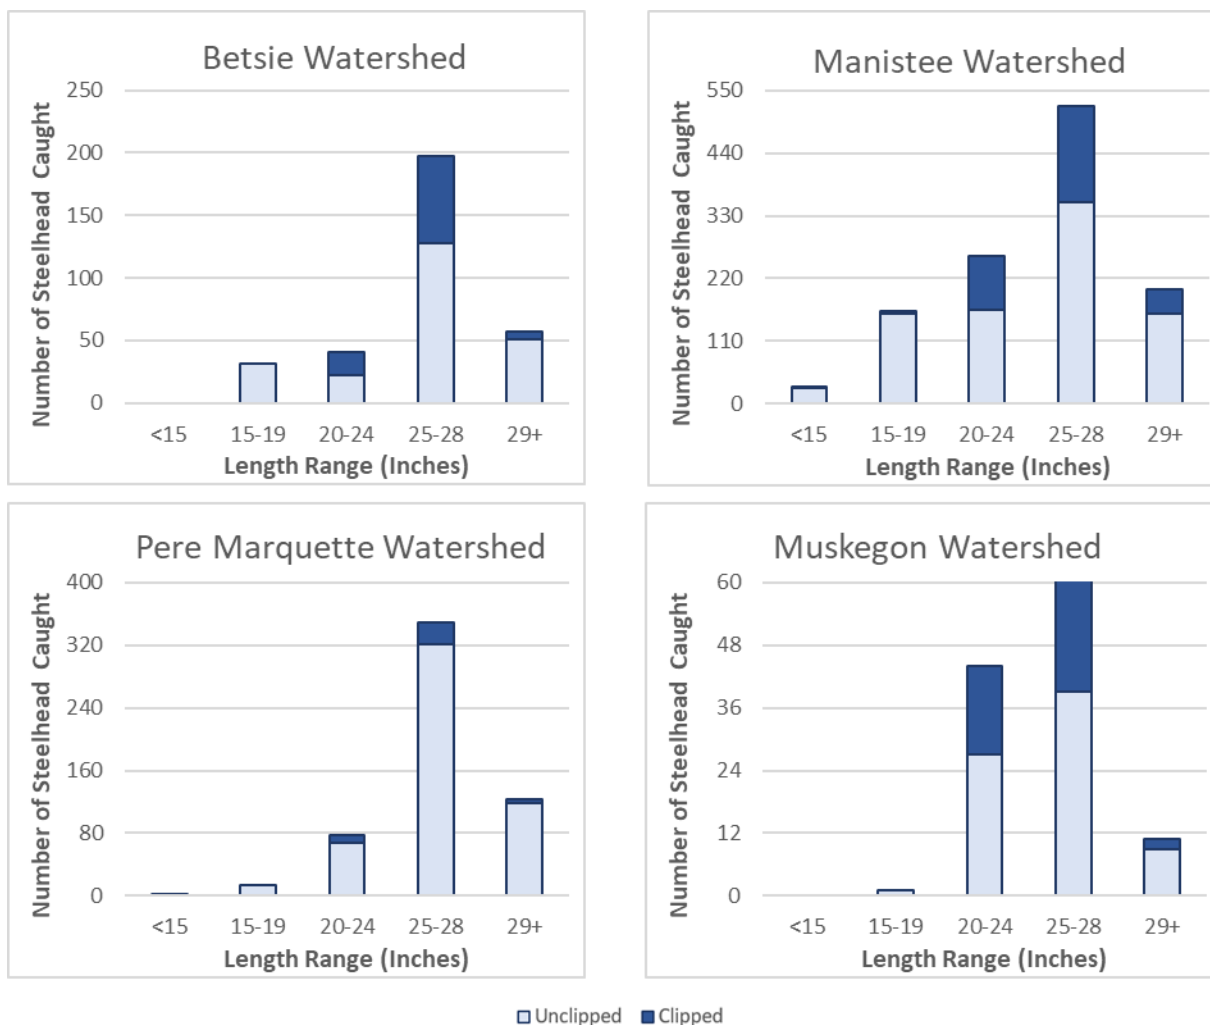 Betsie Watershed
Number of Steelhead Caught
250
200
150
100
50
0
<15 15-19 20-24 25-28 29+
Length Range (Inches)
Manistee Watershed
Number of Steelhead Caught
550
440
330
220
110
0
<15 15-19 20-24 25-28 29+
Length Range (Inches)
Pere Marquette Watershed
Number of Steelhead Caught
400
320
240
160
80
0
<15 15-19 20-24 25-28 29+
Length Range (Inches)
Muskegon Watershed
Number of Steelhead Caught
60
48
36
24
12
0
<15 15-19 20-24 25-28 29+
Length Range (Inches)
Unclipped Clipped